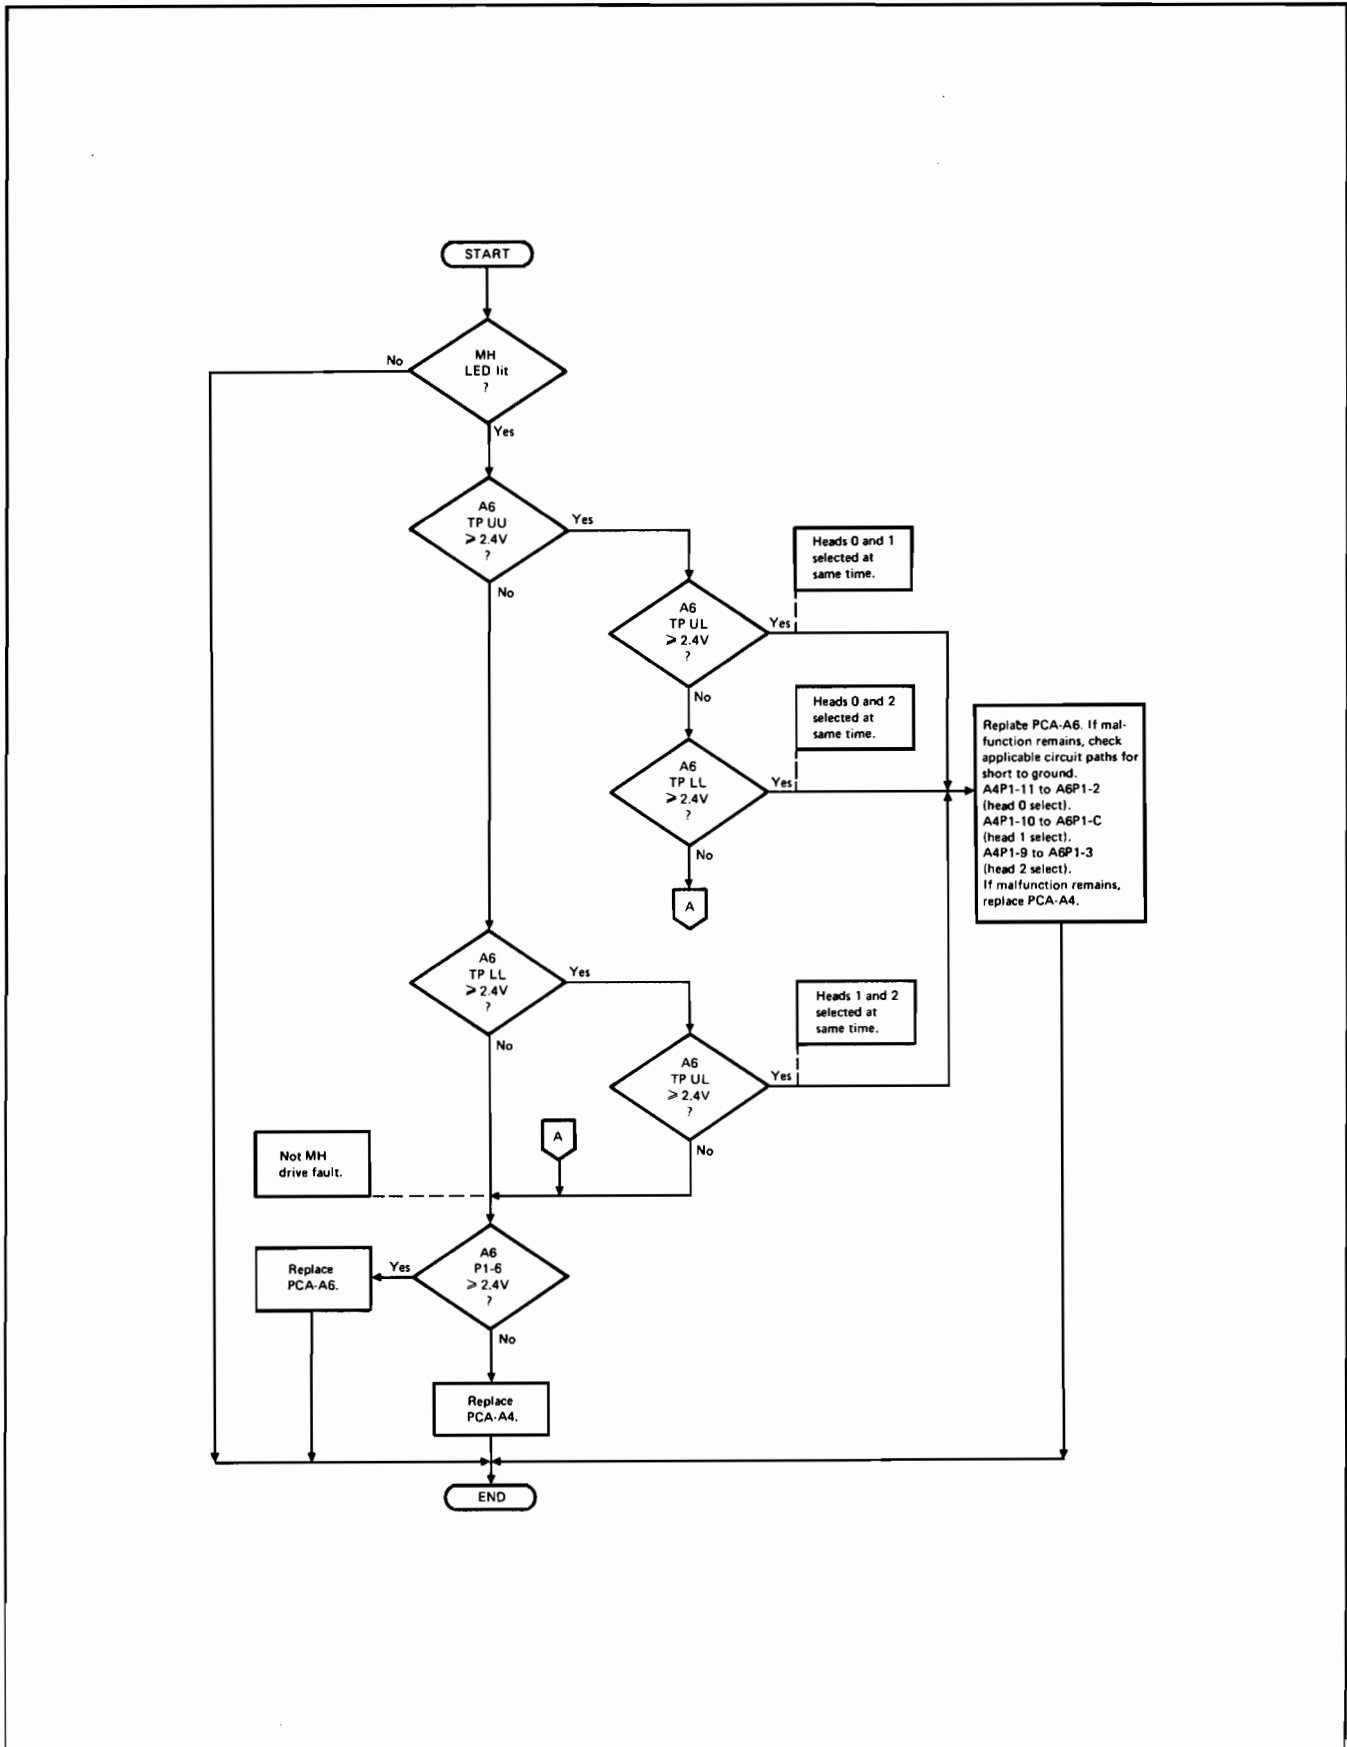 START
MH
LED lit
?
No
Yes
A6
TP UU
⩾ 2.4V
?
Yes
No
Heads 0 and 1
selected at
same time.
A6
TP UL
⩾ 2.4V
?
Yes
No
Heads 0 and 2
selected at
same time.
A6
TP LL
⩾ 2.4V
?
Yes
No
A
Replate PCA-A6. If mal-
function remains, check
applicable circuit paths for
short to ground.
A4P1-11 to A6P1-2
(head 0 select).
A4P1-10 to A6P1-C
(head 1 select).
A4P1-9 to A6P1-3
(head 2 select).
If malfunction remains,
replace PCA-A4.
A6
TP LL
⩾ 2.4V
?
Yes
No
Heads 1 and 2
selected at
same time.
A6
TP UL
⩾ 2.4V
?
Yes
No
A
Not MH
drive fault.
A6
P1-6
⩾ 2.4V
?
Yes
No
Replace
PCA-A6.
Replace
PCA-A4.
END